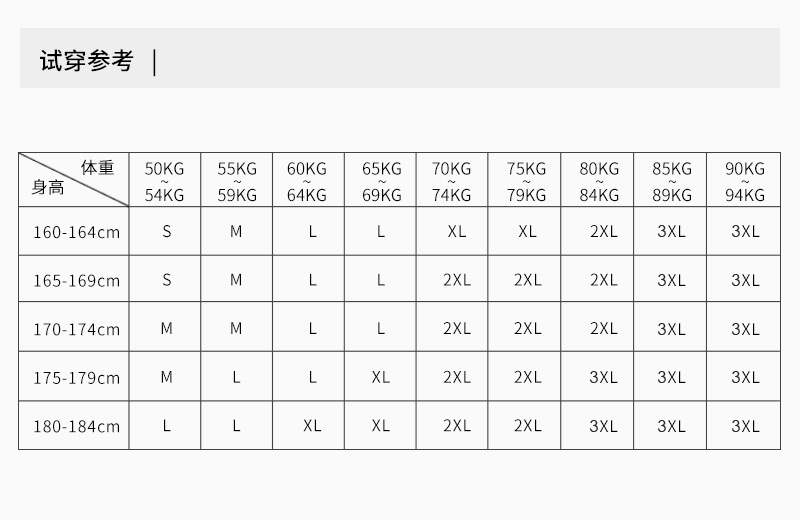 试穿参考 |
体重 身高 50KG~54KG 55KG~59KG 60KG~64KG 65KG~69KG 70KG~74KG 75KG~79KG 80KG~84KG 85KG~89KG 90KG~94KG
160-164cm S M L L XL XL 2XL 3XL 3XL
165-169cm S M L L 2XL 2XL 2XL 3XL 3XL
170-174cm M M L L 2XL 2XL 2XL 3XL 3XL
175-179cm M L L XL 2XL 2XL 3XL 3XL 3XL
180-184cm L L XL XL 2XL 2XL 3XL 3XL 3XL